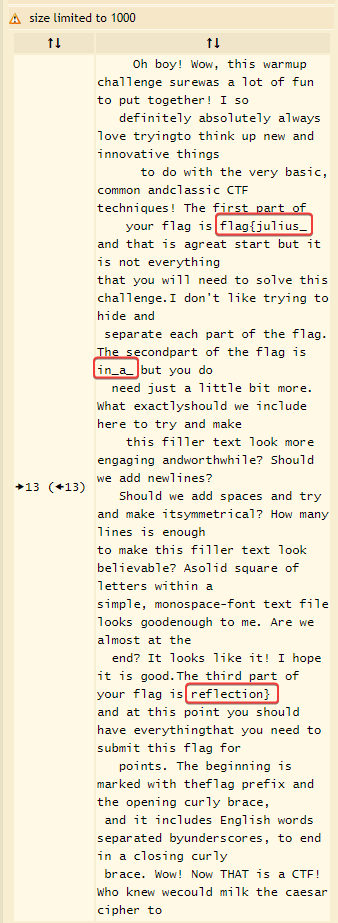 size limited to 1000
↑↓ ↑↓
Oh boy! Wow, this warmup
challenge surewas a lot of fun
to put together! I so
definitely absolutely always
love tryingto think up new and
innovative things
to do with the very basic,
common andclassic CTF
techniques! The first part of
your flag is flag{julius_
and that is agreat start but it
is not everything
that you will need to solve this
challenge.I don't like trying to
hide and
separate each part of the flag.
The secondpart of the flag is
in_a_ but you do
need just a little bit more.
What exactlyshould we include
here to try and make
this filler text look more
engaging andworthwhile? Should
we add newlines?
➔13 (🠔13) Should we add spaces and try
and make itsymmetrical? How many
lines is enough
to make this filler text look
believable? Asolid square of
letters within a
simple, monospace-font text file
looks goodenough to me. Are we
almost at the
end? It looks like it! I hope
it is good.The third part of
your flag is reflection}
and at this point you should
have everythingthat you need to
submit this flag for
points. The beginning is
marked with theflag prefix and
the opening curly brace,
and it includes English words
separated byunderscores, to end
in a closing curly
brace. Wow! Now THAT is a CTF!
Who knew wecould milk the caesar
cipher to